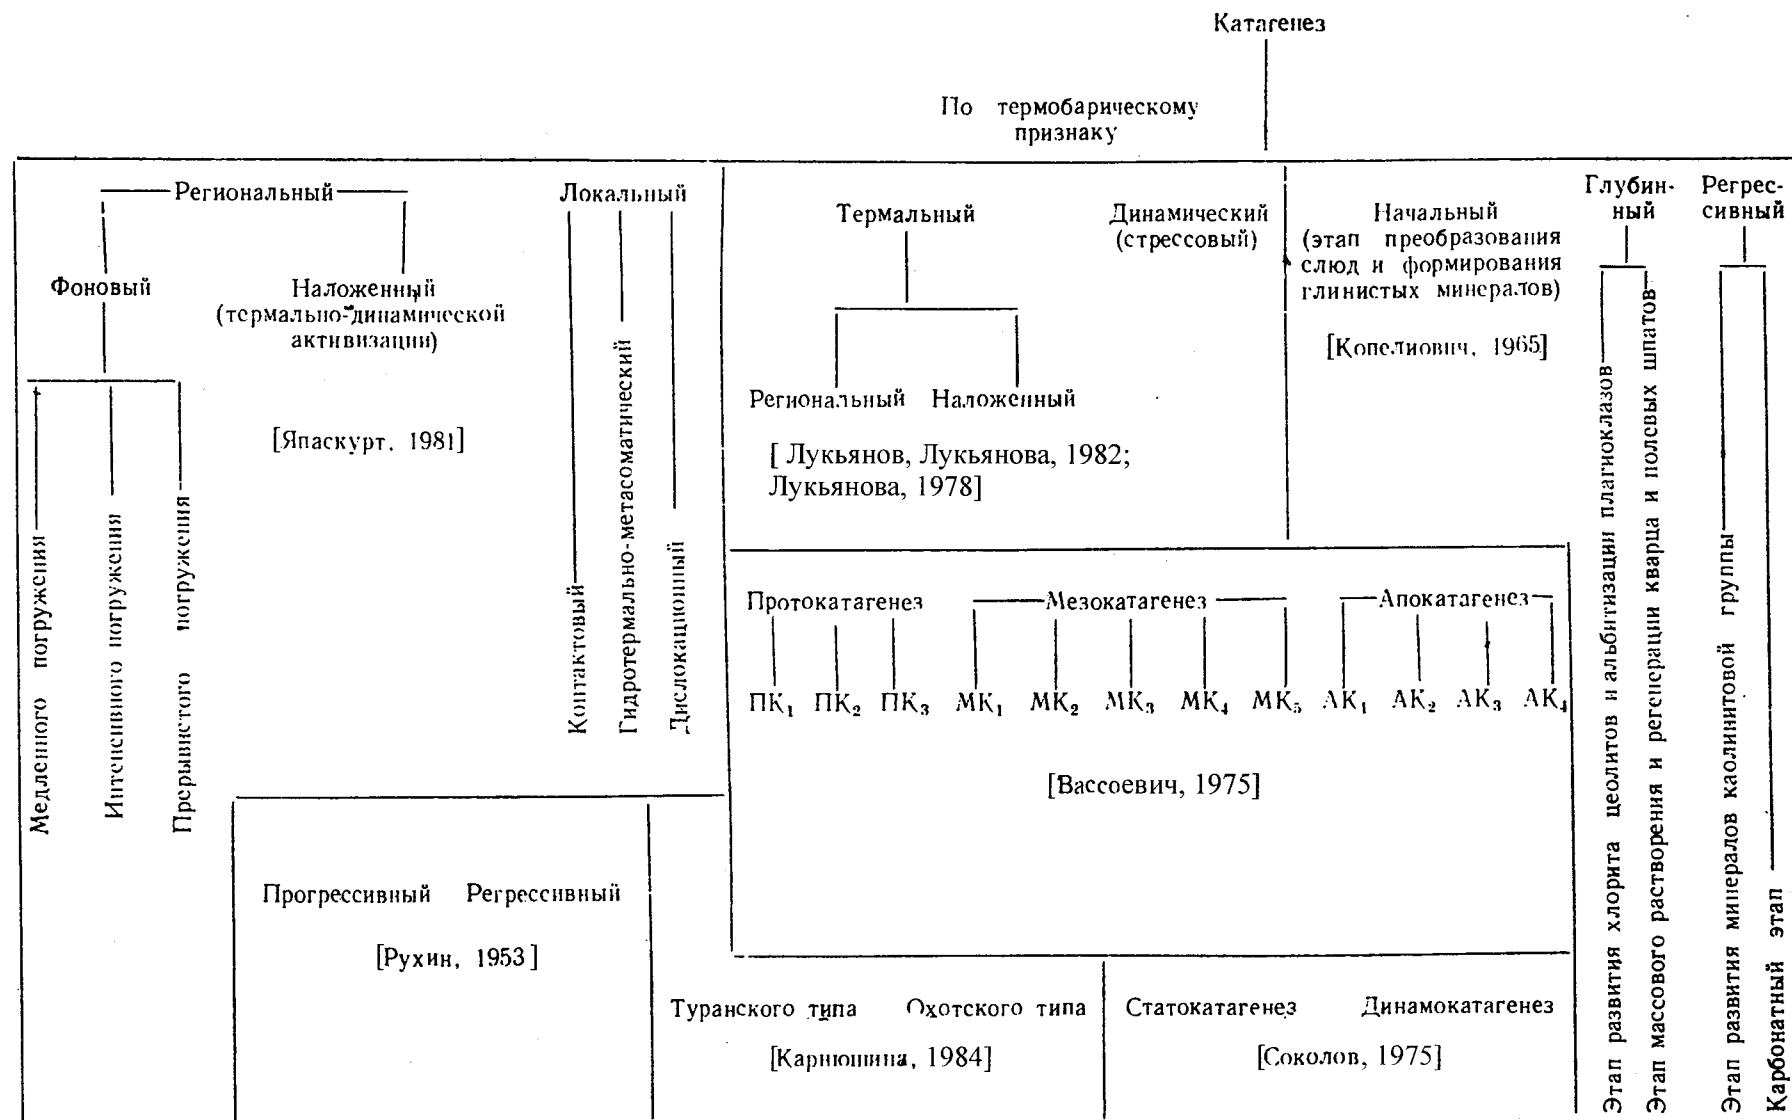 Катагенез
По термобарическому
признаку
Региональный
Фоновый
Наложенный
(термально-динамической
активизации)
Медленного погружения
Интенсивного погружения
Прерывистого погружения
[Япаскурт, 1981]
Локальный
Контактовый
Гидротермально-метасоматический
Дислокационный
Термальный
Динамический
(стрессовый)
Региональный Наложенный
[ Лукьянов, Лукьянова, 1982;
Лукьянова, 1978]
Начальный
(этап преобразования
слюд и формирования
глинистых минералов)
[Копелиович, 1965]
Глубин-
ный
Этап развития хлорита цеолитов и альбитизации плагиоклазов
Этап массового растворения и регенерации кварца и полевых шпатов
Регрес-
сивный
Этап развития минералов каолинитовой группы
Карбонатный этап
Протокатагенез Мезокатагенез Апокатагенез
ПК₁ ПК₂ ПК₃ МК₁ МК₂ МК₃ МК₄ МК₅ АК₁ АК₂ АК₃ АК₄
[Вассоевич, 1975]
Прогрессивный Регрессивный
[Рухин, 1953]
Туранского типа Охотского типа
[Карнюшина, 1984]
Статокатагенез Динамокатагенез
[Соколов, 1975]